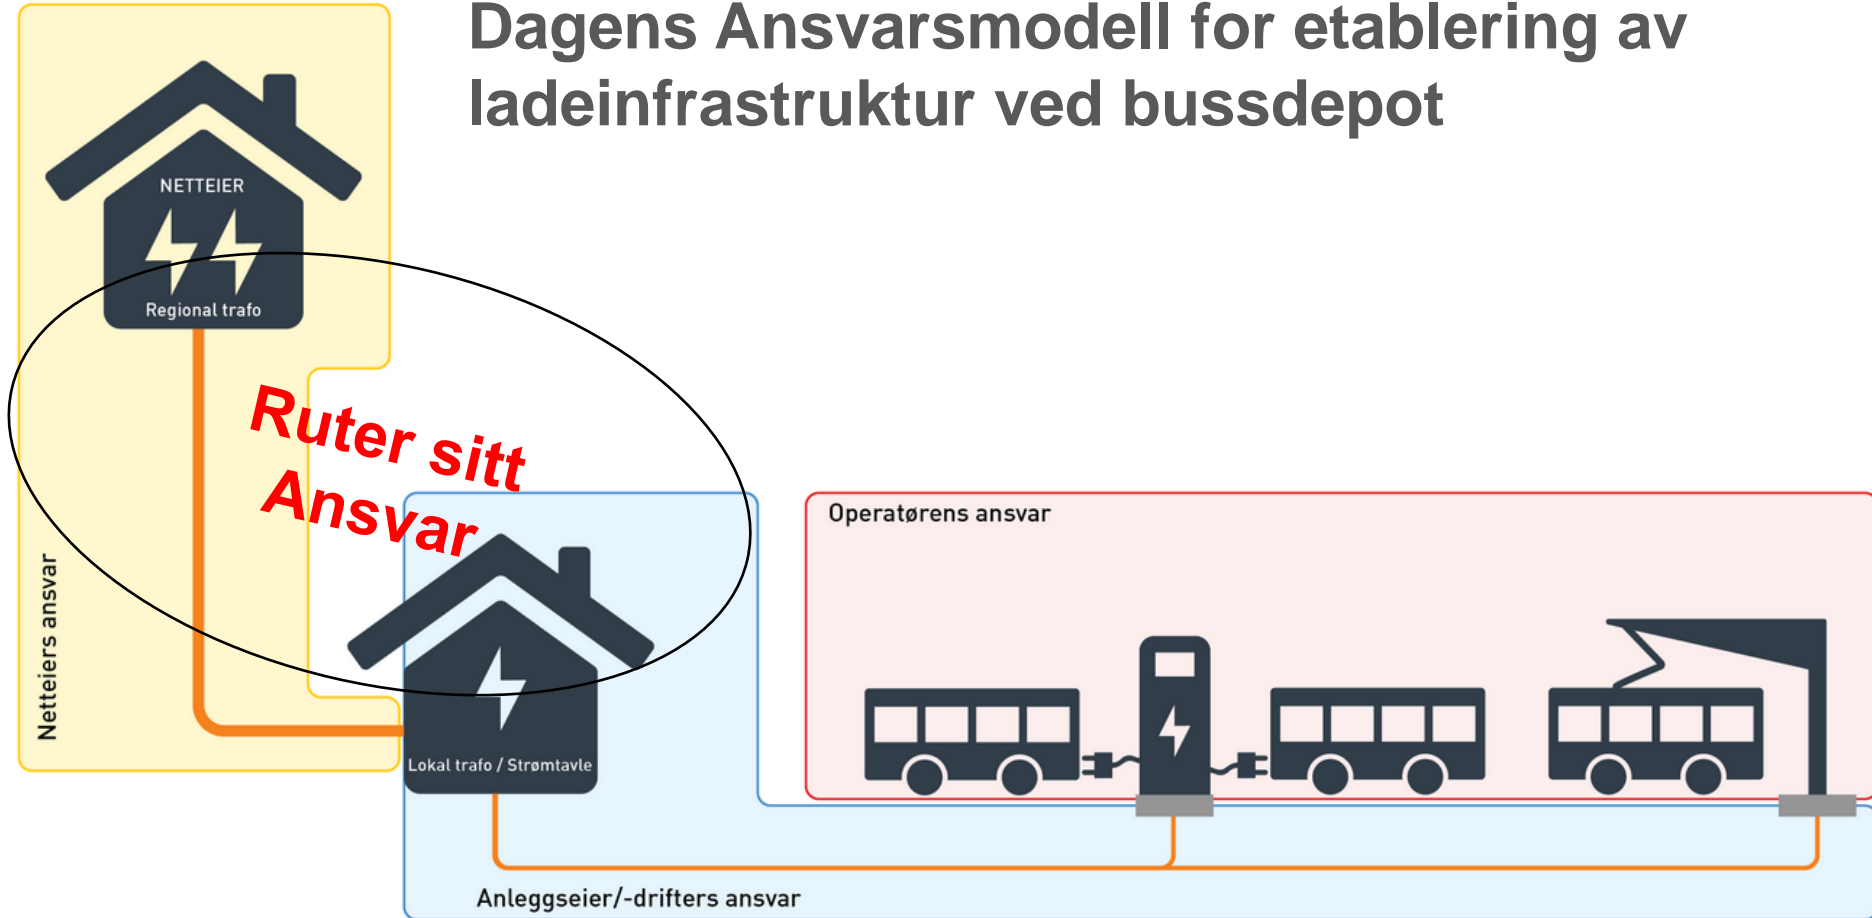 Dagens Ansvarsmodell for etablering av
ladeinfrastruktur ved bussdepot
NETTEIER
Regional trafo
Ruter sitt
Ansvar
Netteiers ansvar
Operatørens ansvar
Lokal trafo / Strømtavle
Anleggseier/-drifters ansvar